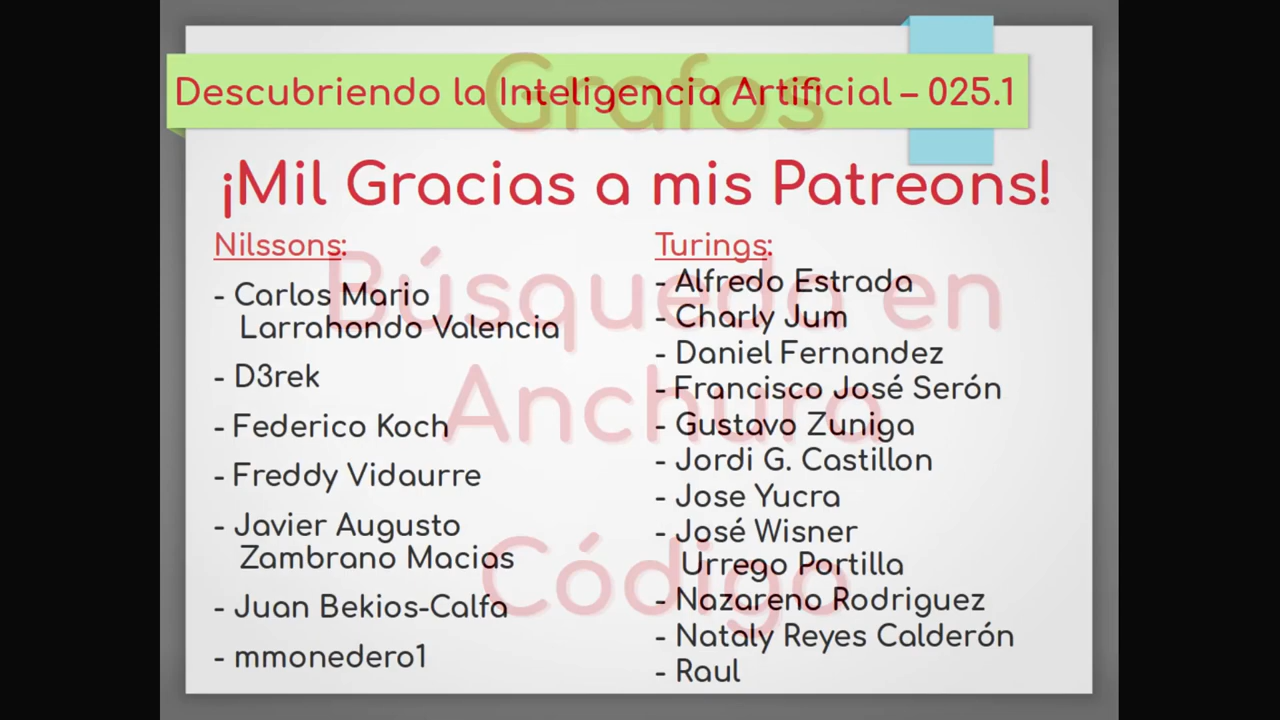 Descubriendo la Inteligencia Artificial – 025.1
Grafos
¡Mil Gracias a mis Patreons!
Nilssons:
- Carlos Mario
Larrahondo Valencia
- D3rek
- Federico Koch
- Freddy Vidaurre
- Javier Augusto
Zambrano Macias
- Juan Bekios-Calfa
- mmonedero1
Turings:
- Alfredo Estrada
- Charly Jum
- Daniel Fernandez
- Francisco José Serón
- Gustavo Zuniga
- Jordi G. Castillon
- Jose Yucra
- José Wisner
Urrego Portilla
- Nazareno Rodriguez
- Nataly Reyes Calderón
- Raul
Búsqueda en
Anchura
Código